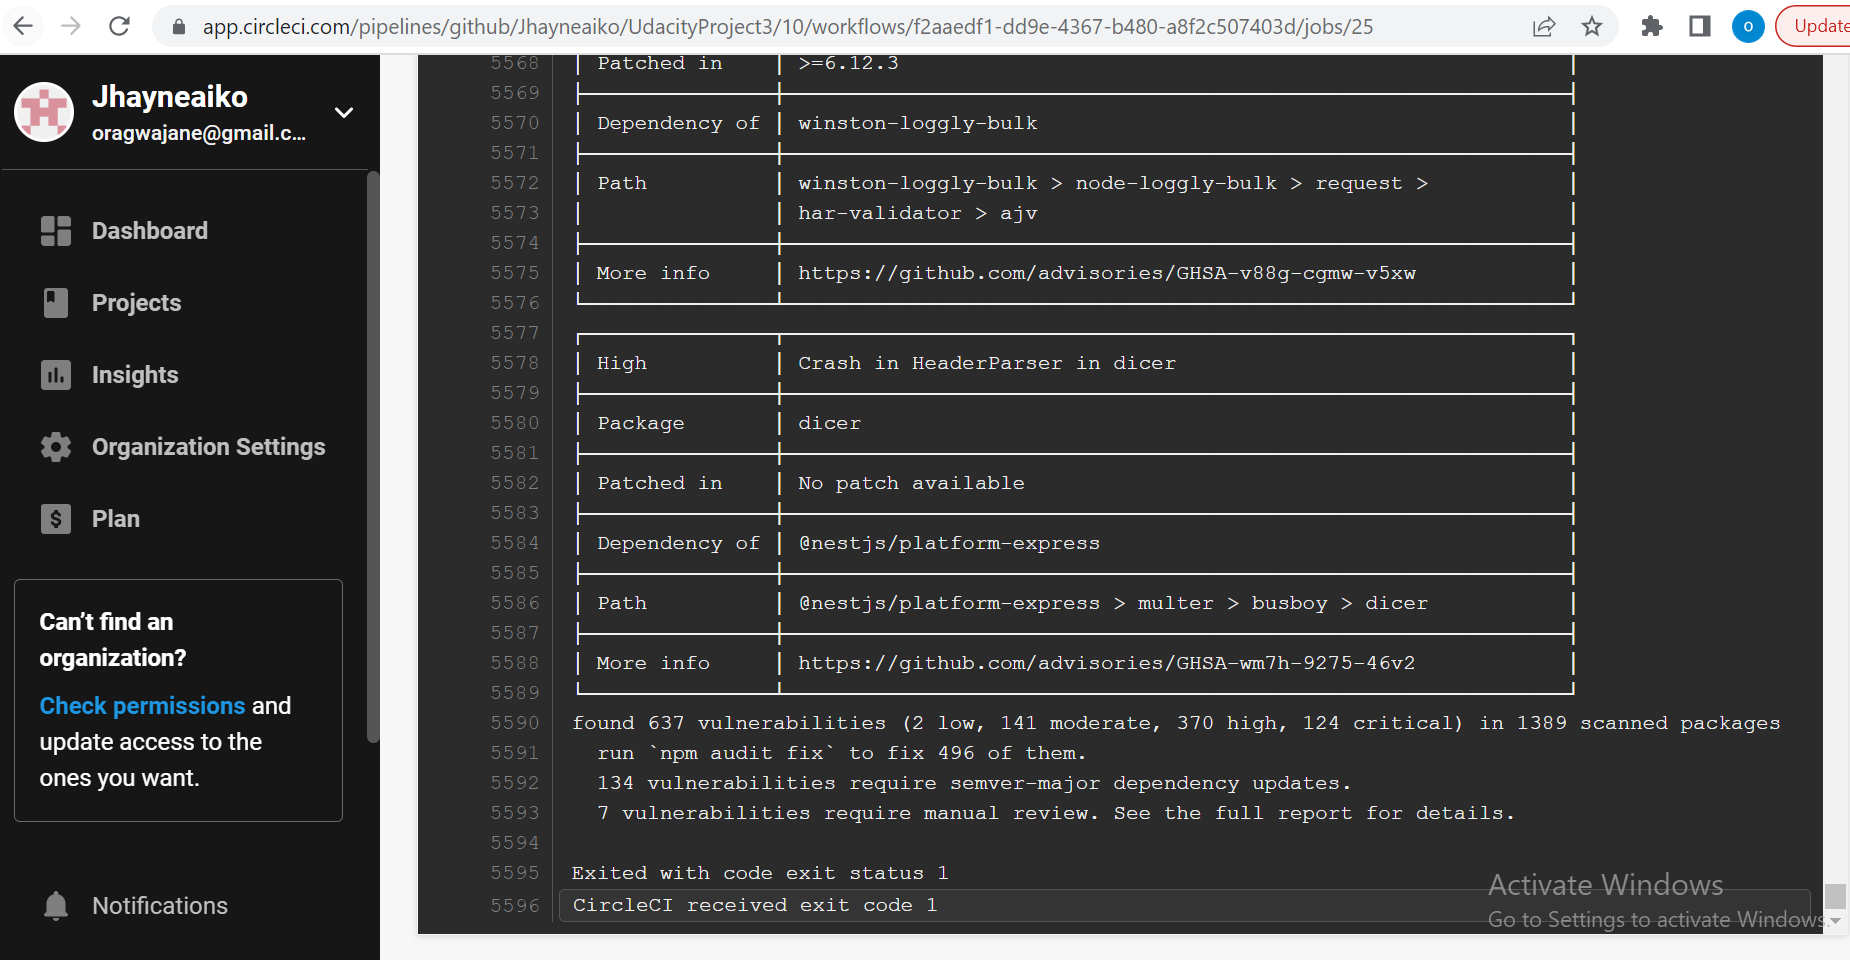 app.circleci.com/pipelines/github/Jhayneaiko/UdacityProject3/10/workflows/f2aaedf1-dd9e-4367-b480-a8f2c507403d/jobs/25
O
Update
Jhayneaiko
oragwajane@gmail.c...
Dashboard
Projects
Insights
Organization Settings
Plan
Can't find an
organization?
Check permissions and
update access to the
ones you want.
Notifications
5568 | Patched in | >=6.12.3 |
5569
5570 | Dependency of | winston-loggly-bulk |
5571
5572 | Path | winston-loggly-bulk > node-loggly-bulk > request > |
5573 | | har-validator > ajv |
5574
5575 | More info | https://github.com/advisories/GHSA-v88g-cgmw-v5xw |
5576
5577
5578 | High | Crash in HeaderParser in dicer |
5579
5580 | Package | dicer |
5581
5582 | Patched in | No patch available |
5583
5584 | Dependency of | @nestjs/platform-express |
5585
5586 | Path | @nestjs/platform-express > multer > busboy > dicer |
5587
5588 | More info | https://github.com/advisories/GHSA-wm7h-9275-46v2 |
5589
5590 found 637 vulnerabilities (2 low, 141 moderate, 370 high, 124 critical) in 1389 scanned packages
5591 run `npm audit fix` to fix 496 of them.
5592 134 vulnerabilities require semver-major dependency updates.
5593 7 vulnerabilities require manual review. See the full report for details.
5594
5595 Exited with code exit status 1
5596 CircleCI received exit code 1
Activate Windows
Go to Settings to activate Windows.